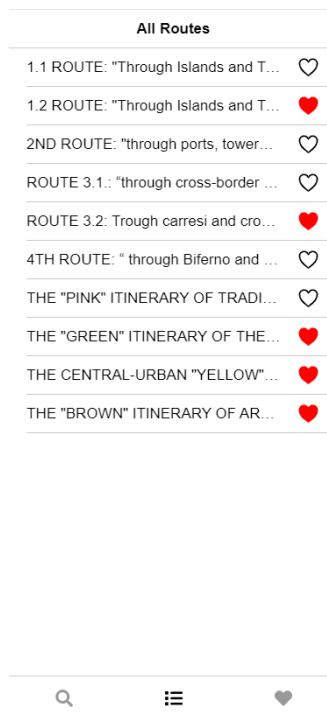 All Routes
1.1 ROUTE: "Through Islands and T...
1.2 ROUTE: "Through Islands and T...
2ND ROUTE: "through ports, tower...
ROUTE 3.1.: “through cross-border ...
ROUTE 3.2: Trough carresi and cro...
4TH ROUTE: “ through Biferno and ...
THE "PINK" ITINERARY OF TRADI...
THE "GREEN" ITINERARY OF THE...
THE CENTRAL-URBAN "YELLOW"...
THE "BROWN" ITINERARY OF AR...